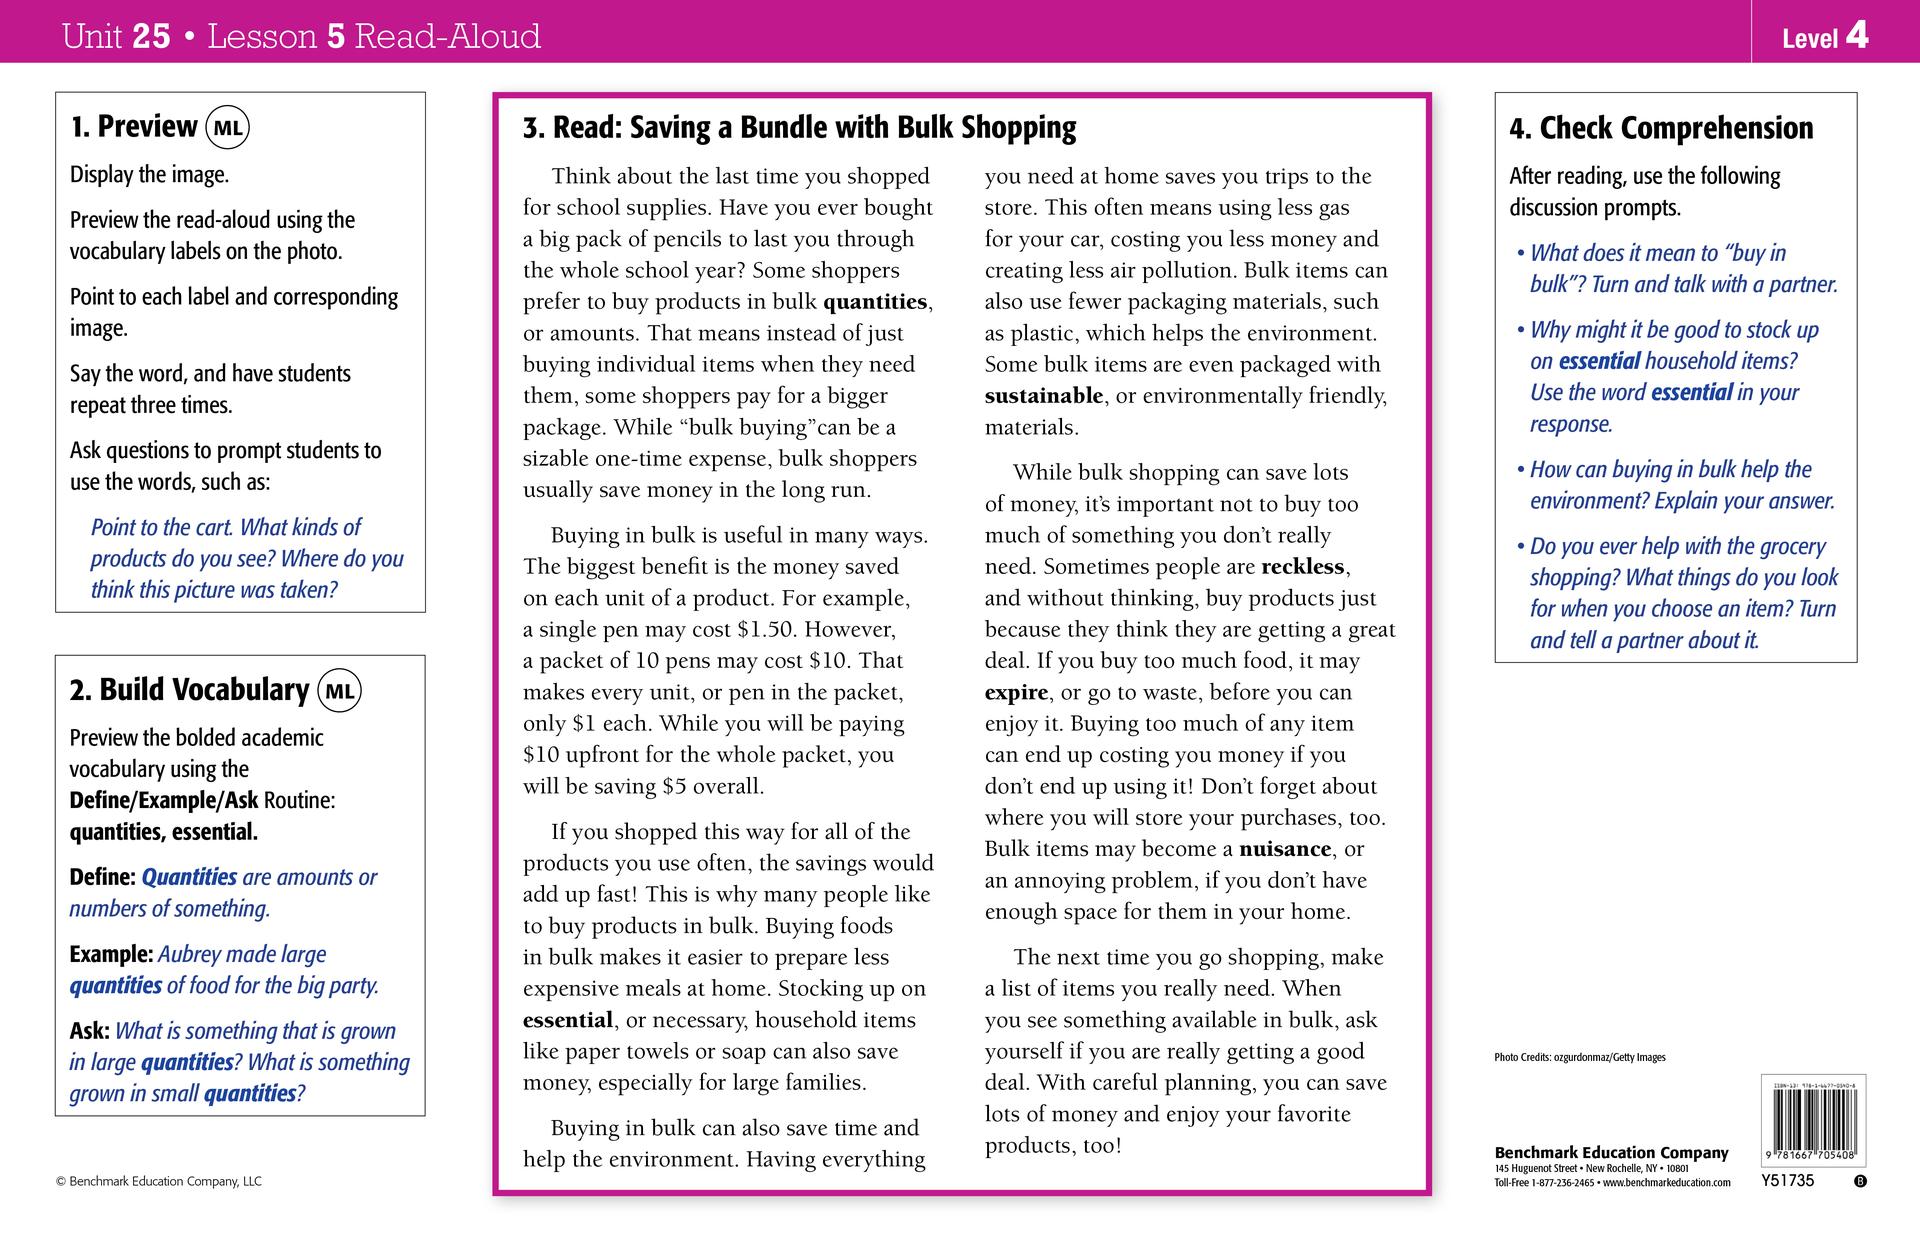 Unit 25 • Lesson 5 Read-Aloud
Level 4
1. Preview ML
Display the image.
Preview the read-aloud using the
vocabulary labels on the photo.
Point to each label and corresponding
image.
Say the word, and have students
repeat three times.
Ask questions to prompt students to
use the words, such as:
Point to the cart. What kinds of
products do you see? Where do you
think this picture was taken?
2. Build Vocabulary ML
Preview the bolded academic
vocabulary using the
Define/Example/Ask Routine:
quantities, essential.
Define: Quantities are amounts or
numbers of something.
Example: Aubrey made large
quantities of food for the big party.
Ask: What is something that is grown
in large quantities? What is something
grown in small quantities?
© Benchmark Education Company, LLC
3. Read: Saving a Bundle with Bulk Shopping
Think about the last time you shopped
for school supplies. Have you ever bought
a big pack of pencils to last you through
the whole school year? Some shoppers
prefer to buy products in bulk quantities,
or amounts. That means instead of just
buying individual items when they need
them, some shoppers pay for a bigger
package. While “bulk buying”can be a
sizable one-time expense, bulk shoppers
usually save money in the long run.
Buying in bulk is useful in many ways.
The biggest benefit is the money saved
on each unit of a product. For example,
a single pen may cost $1.50. However,
a packet of 10 pens may cost $10. That
makes every unit, or pen in the packet,
only $1 each. While you will be paying
$10 upfront for the whole packet, you
will be saving $5 overall.
If you shopped this way for all of the
products you use often, the savings would
add up fast! This is why many people like
to buy products in bulk. Buying foods
in bulk makes it easier to prepare less
expensive meals at home. Stocking up on
essential, or necessary, household items
like paper towels or soap can also save
money, especially for large families.
Buying in bulk can also save time and
help the environment. Having everything
you need at home saves you trips to the
store. This often means using less gas
for your car, costing you less money and
creating less air pollution. Bulk items can
also use fewer packaging materials, such
as plastic, which helps the environment.
Some bulk items are even packaged with
sustainable, or environmentally friendly,
materials.
While bulk shopping can save lots
of money, it’s important not to buy too
much of something you don’t really
need. Sometimes people are reckless,
and without thinking, buy products just
because they think they are getting a great
deal. If you buy too much food, it may
expire, or go to waste, before you can
enjoy it. Buying too much of any item
can end up costing you money if you
don’t end up using it! Don’t forget about
where you will store your purchases, too.
Bulk items may become a nuisance, or
an annoying problem, if you don’t have
enough space for them in your home.
The next time you go shopping, make
a list of items you really need. When
you see something available in bulk, ask
yourself if you are really getting a good
deal. With careful planning, you can save
lots of money and enjoy your favorite
products, too!
4. Check Comprehension
After reading, use the following
discussion prompts.
• What does it mean to “buy in
bulk”? Turn and talk with a partner.
• Why might it be good to stock up
on essential household items?
Use the word essential in your
response.
• How can buying in bulk help the
environment? Explain your answer.
• Do you ever help with the grocery
shopping? What things do you look
for when you choose an item? Turn
and tell a partner about it.
Photo Credits: ozgurdonmaz/Getty Images
Benchmark Education Company
145 Huguenot Street • New Rochelle, NY • 10801
Toll-Free 1-877-236-2465 • www.benchmarkeducation.com
ISBN-13: 978-1-6677-0540-8
9 781667 705408
Y51735
B